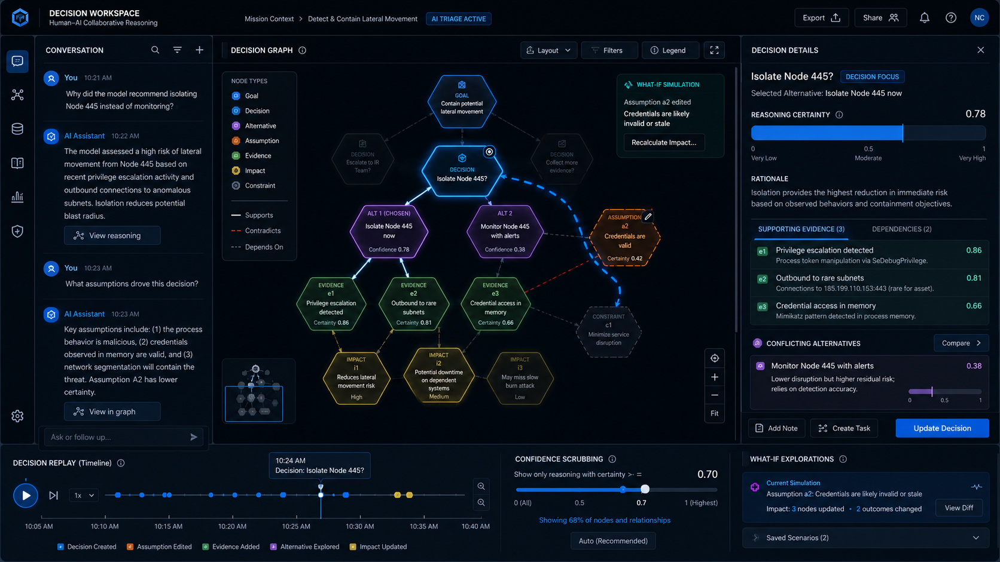 DECISION WORKSPACE
Human–AI Collaborative Reasoning
Mission Context > Detect & Contain Lateral Movement
AI TRIAGE ACTIVE
Export
Share
NC
CONVERSATION
You 10:21 AM
Why did the model recommend isolating
Node 445 instead of monitoring?
AI Assistant 10:22 AM
The model assessed a high risk of lateral
movement from Node 445 based on
recent privilege escalation activity and
outbound connections to anomalous
subnets. Isolation reduces potential
blast radius.
View reasoning
You 10:23 AM
What assumptions drove this decision?
AI Assistant 10:23 AM
Key assumptions include: (1) the process
behavior is malicious, (2) credentials
observed in memory are valid, and (3)
network segmentation will contain the
threat. Assumption A2 has lower
certainty.
View in graph
Ask or follow up...
DECISION GRAPH
Layout
Filters
Legend
NODE TYPES
Goal
Decision
Alternative
Assumption
Evidence
Impact
Constraint
Supports
Contradicts
Depends On
GOAL
Contain potential
lateral movement
DECISION
Escalate to IR
Team?
DECISION
Isolate Node 445?
DECISION
Collect more
evidence?
ALT 1 (CHOSEN)
Isolate Node 445
now
Confidence 0.78
ALT 2
Monitor Node 445
with alerts
Confidence 0.38
ASSUMPTION
a2
Credentials are
valid
Certainty 0.42
EVIDENCE
e1
Privilege escalation
detected
Certainty 0.86
EVIDENCE
e2
Outbound to rare
subnets
Certainty 0.81
EVIDENCE
e3
Credential access in
memory
Certainty 0.66
CONSTRAINT
c1
Minimize service
disruption
IMPACT
i1
Reduces lateral
movement risk
High
IMPACT
i2
Potential downtime
on dependent
systems
Medium
IMPACT
i3
May miss slow
burn attack
Low
WHAT-IF SIMULATION
Assumption a2 edited
Credentials are likely
invalid or stale
Recalculate Impact...
Fit
DECISION DETAILS
Isolate Node 445?
DECISION FOCUS
Selected Alternative: Isolate Node 445 now
REASONING CERTAINTY
0.78
0 0.5 1
Very Low Moderate Very High
RATIONALE
Isolation provides the highest reduction in immediate risk
based on observed behaviors and containment objectives.
SUPPORTING EVIDENCE (3)
DEPENDENCIES (2)
e1 Privilege escalation detected 0.86
Process token manipulation via SeDebugPrivilege.
e2 Outbound to rare subnets 0.81
Connections to 185.199.110.153:443 (rare for asset).
e3 Credential access in memory 0.66
Mimikatz pattern detected in process memory.
CONFLICTING ALTERNATIVES
Compare
Monitor Node 445 with alerts 0.38
Lower disruption but higher residual risk;
relies on detection accuracy.
0 0.5 1
Add Note
Create Task
Update Decision
DECISION REPLAY (Timeline)
10:24 AM
Decision: Isolate Node 445?
1x
10:05 AM 10:10 AM 10:15 AM 10:20 AM 10:25 AM 10:30 AM 10:35 AM 10:40 AM
Decision Created
Assumption Edited
Evidence Added
Alternative Explored
Impact Updated
CONFIDENCE SCRUBBING
Show only reasoning with certainty >- =
0.70
0 (All) 0.5 0.7 1 (Highest)
Showing 68% of nodes and relationships
Auto (Recommended)
WHAT-IF EXPLORATIONS
Current Simulation
Assumption a2: Credentials are likely invalid or stale
Impact: 3 nodes updated • 2 outcomes changed
View Diff
Saved Scenarios (2)